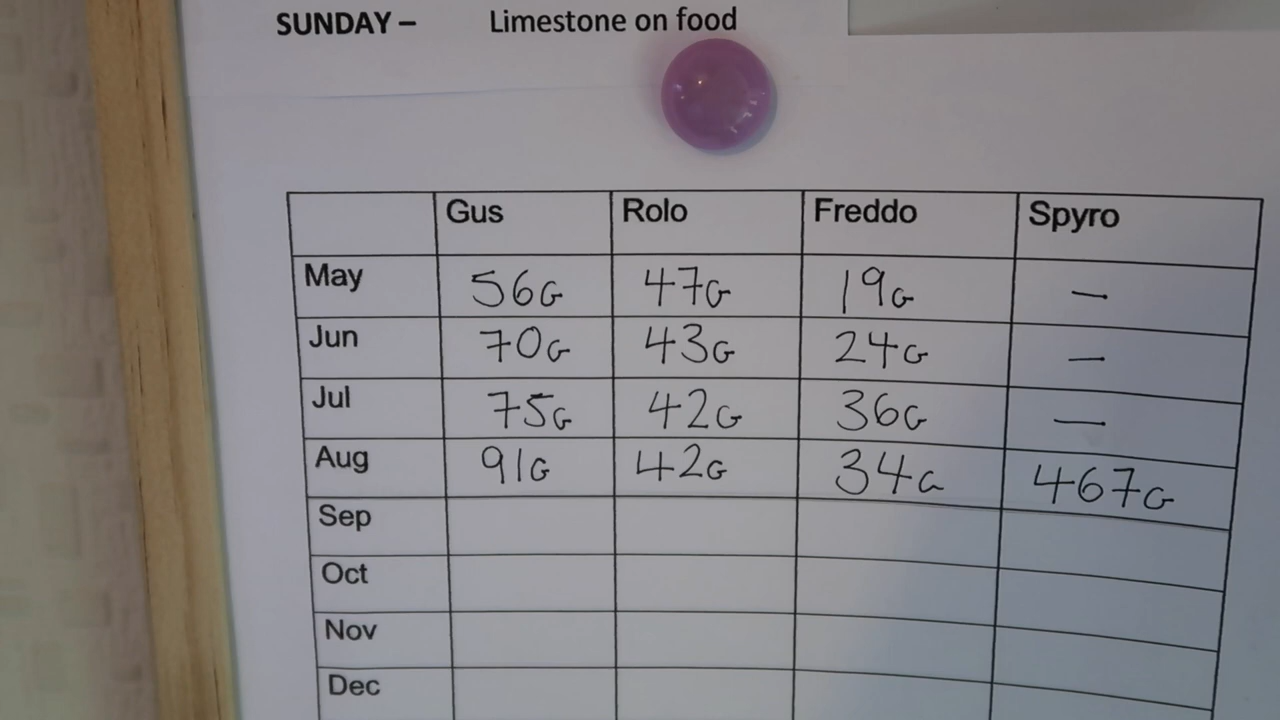 SUNDAY – Limestone on food
Gus Rolo Freddo Spyro
May 56G 47G 19G —
Jun 70G 43G 24G —
Jul 75G 42G 36G —
Aug 91G 42G 34G 467G
Sep
Oct
Nov
Dec